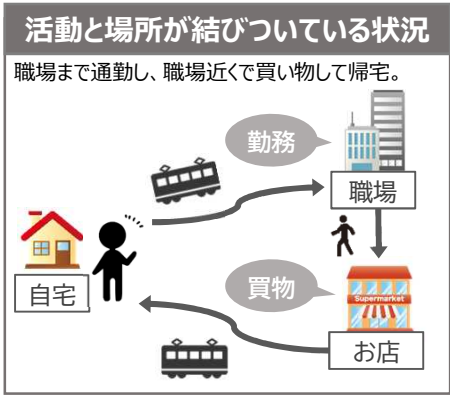 活動と場所が結びついている状況
職場まで通勤し、職場近くで買い物して帰宅。
勤務
職場
自宅
買物
Supermarket
お店